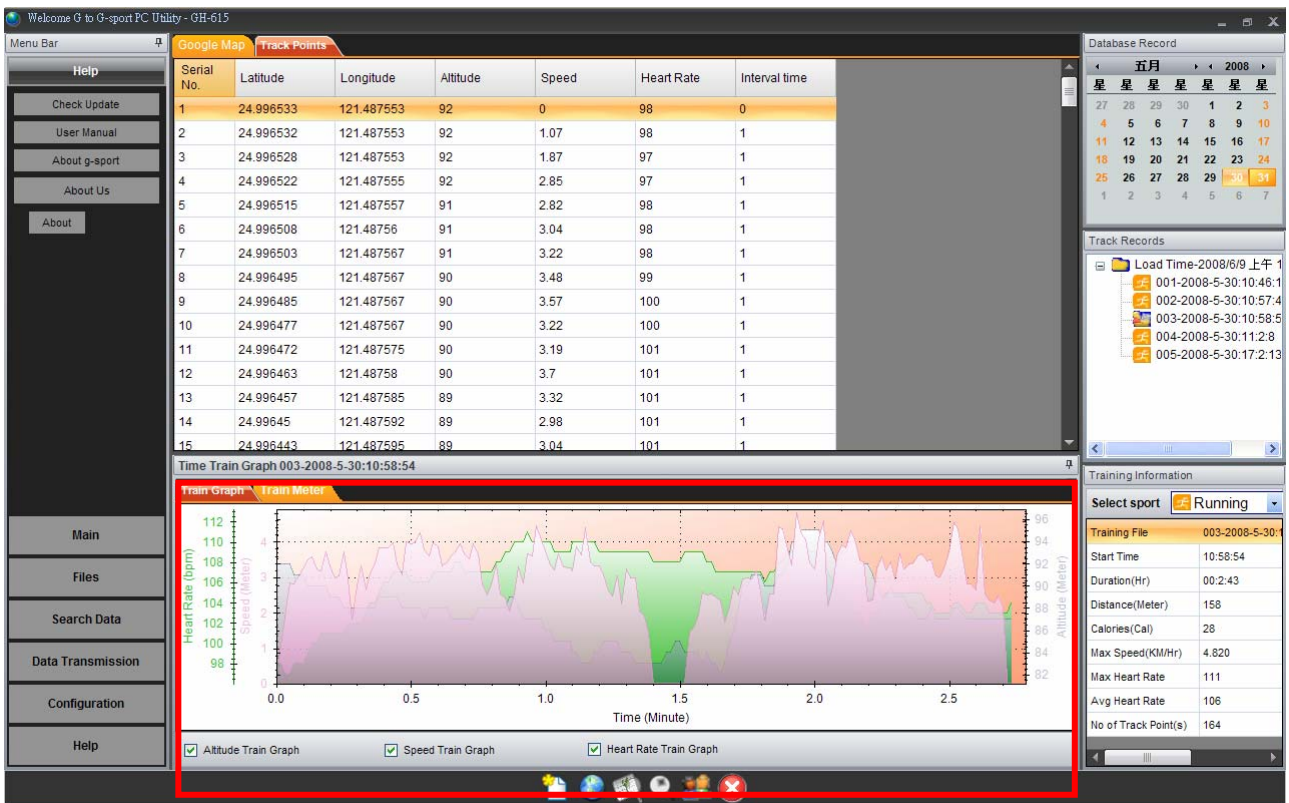 Welcome G to G-sport PC Utility - GH-615
Menu Bar
Help
Check Update
User Manual
About g-sport
About Us
About
Main
Files
Search Data
Data Transmission
Configuration
Help
Google Map Track Points
Serial No. Latitude Longitude Altitude Speed Heart Rate Interval time
1 24.996533 121.487553 92 0 98 0
2 24.996532 121.487553 92 1.07 98 1
3 24.996528 121.487553 92 1.87 97 1
4 24.996522 121.487555 92 2.85 97 1
5 24.996515 121.487557 91 2.82 98 1
6 24.996508 121.48756 91 3.04 98 1
7 24.996503 121.487567 91 3.22 98 1
8 24.996495 121.487567 90 3.48 99 1
9 24.996485 121.487567 90 3.57 100 1
10 24.996477 121.487567 90 3.22 100 1
11 24.996472 121.487575 90 3.19 101 1
12 24.996463 121.48758 90 3.7 101 1
13 24.996457 121.487585 89 3.32 101 1
14 24.99645 121.487592 89 2.98 101 1
15 24.996443 121.487595 89 3.04 101 1
Time Train Graph 003-2008-5-30:10:58:54
Train Graph Train Meter
Heart Rate (bpm)
112
110
108
106
104
102
100
98
Speed (Meter)
4
3
2
1
0
96
94
92
90
88
86
84
82
Altitude (Meter)
0.0 0.5 1.0 1.5 2.0 2.5
Time (Minute)
Altitude Train Graph Speed Train Graph Heart Rate Train Graph
Database Record
五月 2008
星 星 星 星 星 星 星
27 28 29 30 1 2 3
4 5 6 7 8 9 10
11 12 13 14 15 16 17
18 19 20 21 22 23 24
25 26 27 28 29 30 31
1 2 3 4 5 6 7
Track Records
Load Time-2008/6/9 上午 1
001-2008-5-30:10:46:1
002-2008-5-30:10:57:4
003-2008-5-30:10:58:5
004-2008-5-30:11:2:8
005-2008-5-30:17:2:13
Training Information
Select sport Running
Training File 003-2008-5-30:1
Start Time 10:58:54
Duration(Hr) 00:2:43
Distance(Meter) 158
Calories(Cal) 28
Max Speed(KM/Hr) 4.820
Max Heart Rate 111
Avg Heart Rate 106
No of Track Point(s) 164